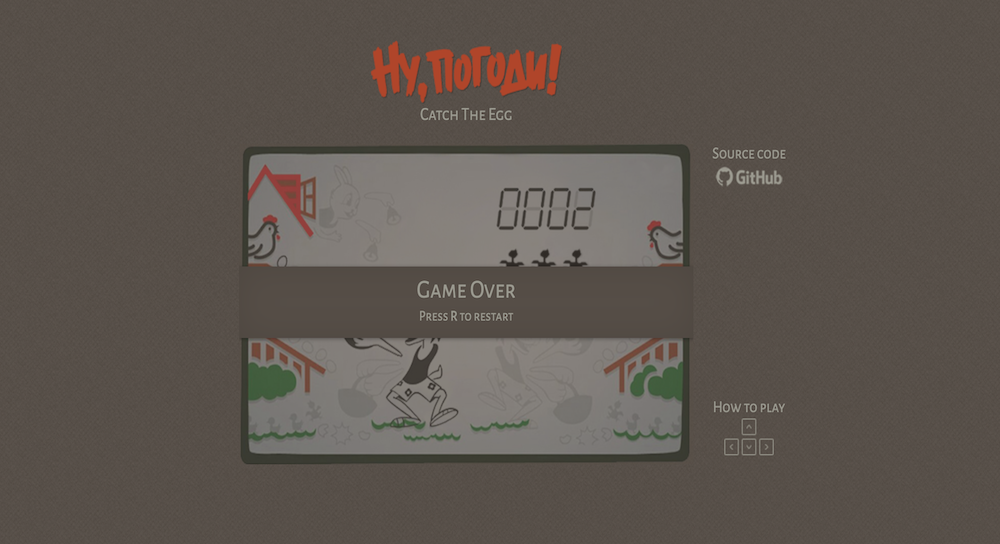 Ну, погоди!
Catch The Egg
Source code
GitHub
0002
Game Over
Press R to restart
How to play